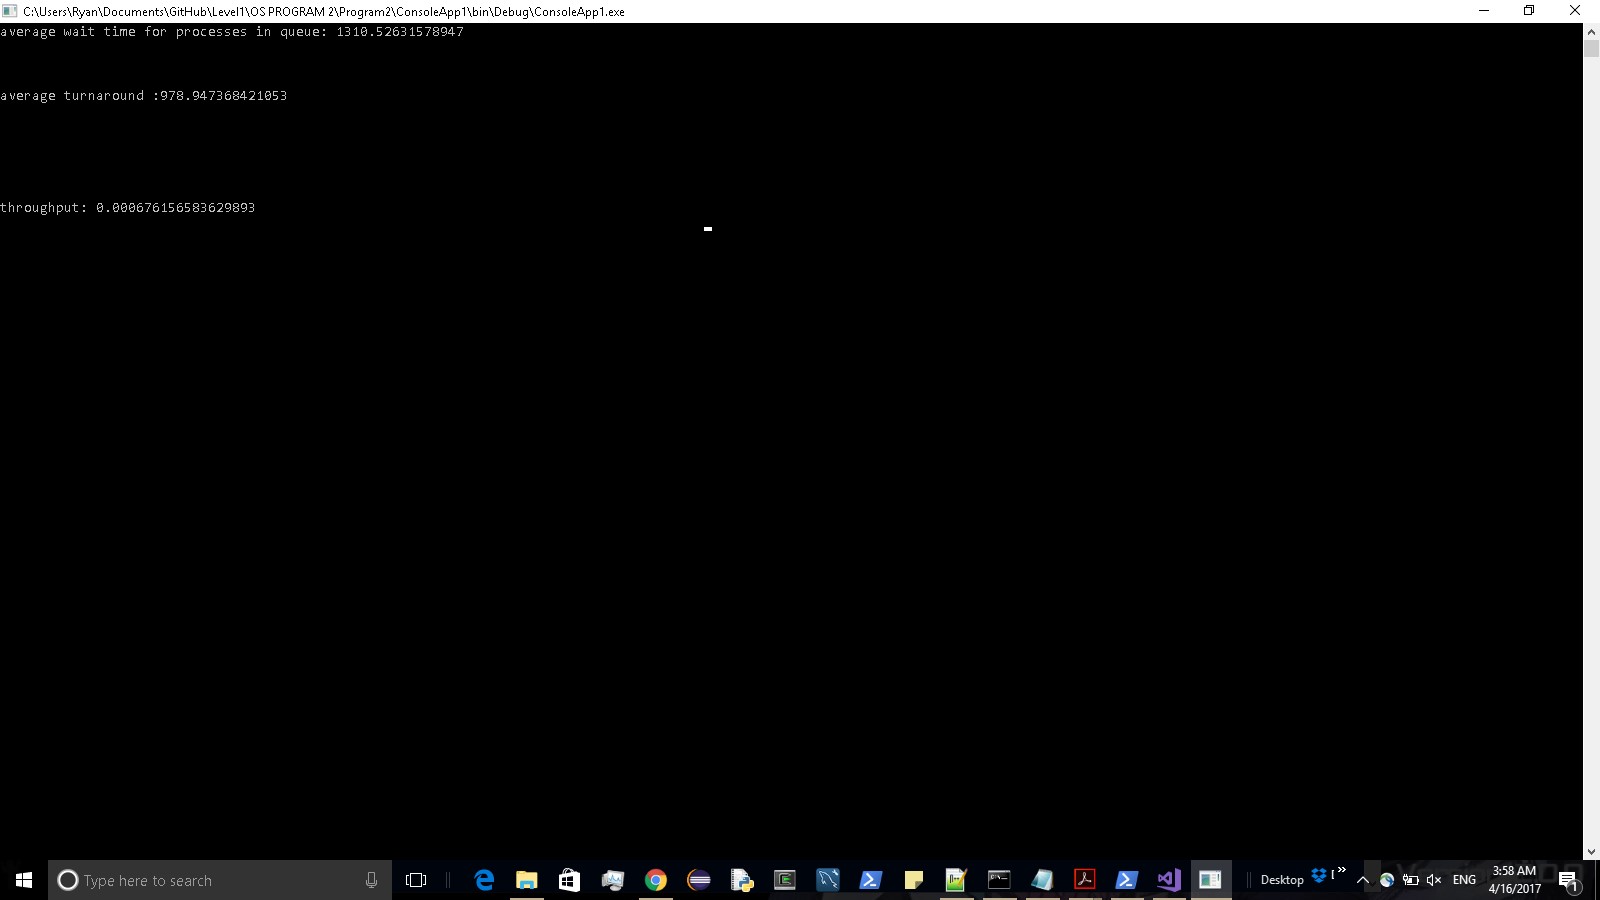 C:\Users\Ryan\Documents\GitHub\Level1\OS PROGRAM 2\Program2\ConsoleApp1\bin\Debug\ConsoleApp1.exe
average wait time for processes in queue: 1310.52631578947
average turnaround :978.947368421053
throughput: 0.000676156583629893
Type here to search
Desktop
ENG
3:58 AM
4/16/2017
1